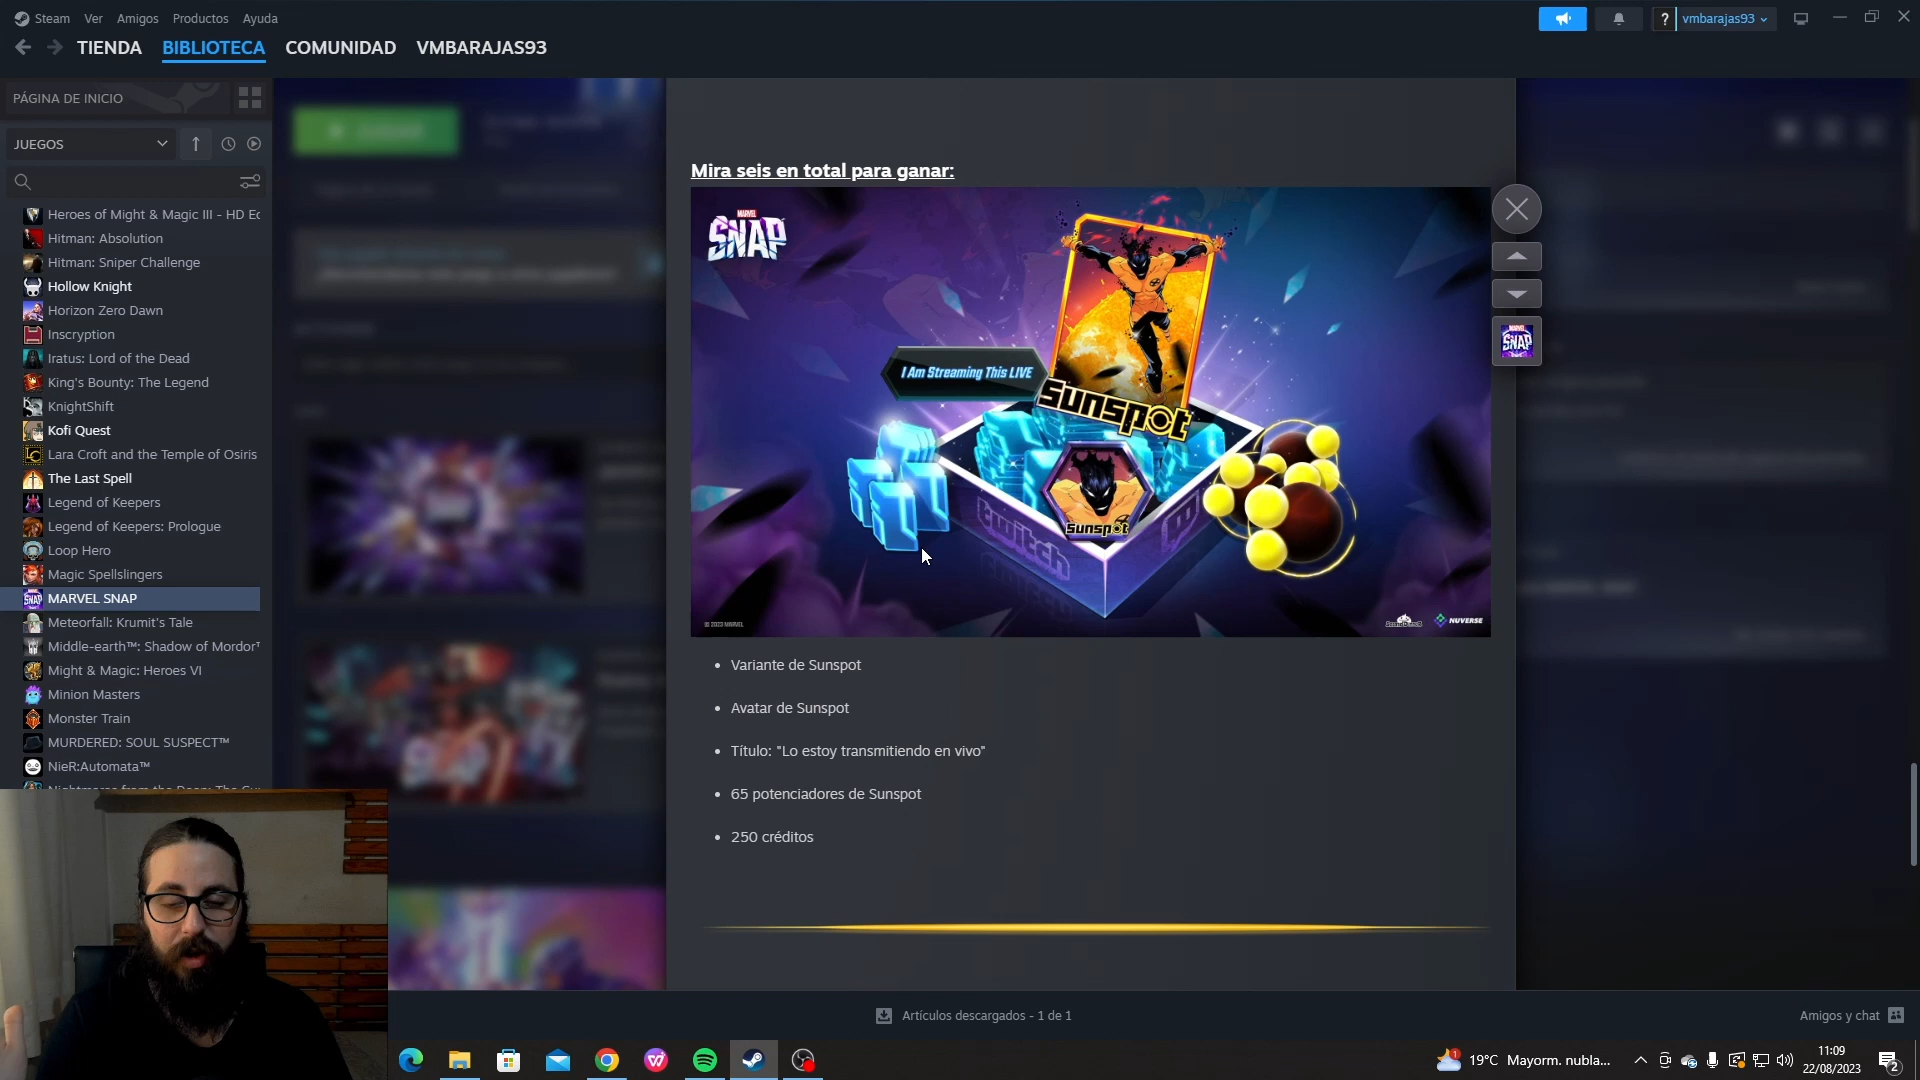 Steam Ver Amigos Productos Ayuda
? vmbarajas93
TIENDA BIBLIOTECA COMUNIDAD VMBARAJAS93
PÁGINA DE INICIO
JUEGOS
Heroes of Might & Magic III - HD Ec
Hitman: Absolution
Hitman: Sniper Challenge
Hollow Knight
Horizon Zero Dawn
Inscryption
Iratus: Lord of the Dead
King's Bounty: The Legend
KnightShift
Kofi Quest
Lara Croft and the Temple of Osiris
The Last Spell
Legend of Keepers
Legend of Keepers: Prologue
Loop Hero
Magic Spellslingers
MARVEL SNAP
Meteorfall: Krumit's Tale
Middle-earth™: Shadow of Mordor™
Might & Magic: Heroes VI
Minion Masters
Monster Train
MURDERED: SOUL SUSPECT™
NieR:Automata™
Mira seis en total para ganar:
MARVEL
SNAP
I Am Streaming This LIVE
Sunspot
Sunspot
twitch
© 2023 MARVEL
NUVERSE
MARVEL
SNAP
• Variante de Sunspot
• Avatar de Sunspot
• Título: "Lo estoy transmitiendo en vivo"
• 65 potenciadores de Sunspot
• 250 créditos
Artículos descargados - 1 de 1
Amigos y chat
1 19°C Mayorm. nubla...
11:09
22/08/2023
2